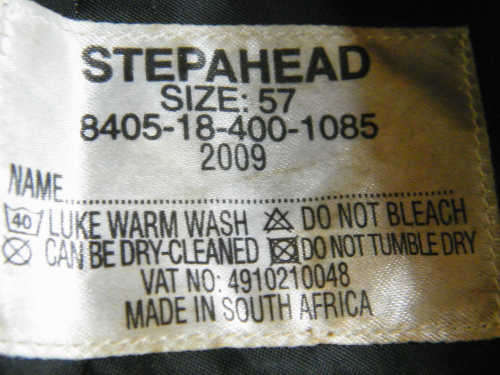 STEPAHEAD
SIZE: 57
8405-18-400-1085
2009
NAME
40 LUKE WARM WASH DO NOT BLEACH
CAN BE DRY-CLEANED DO NOT TUMBLE DRY
VAT NO: 4910210048
MADE IN SOUTH AFRICA